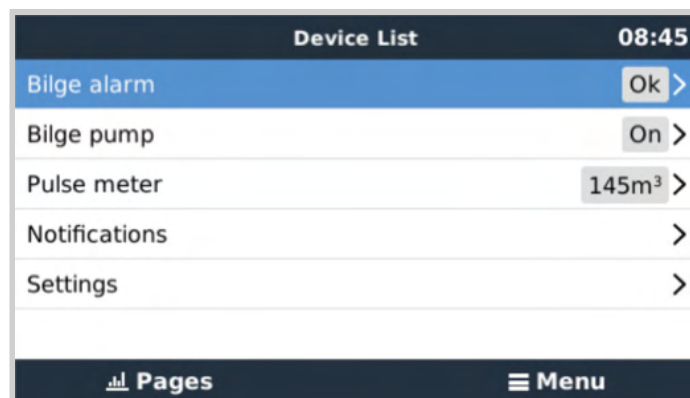 Device List 08:45
Bilge alarm Ok
Bilge pump On
Pulse meter 145m³
Notifications
Settings
Pages Menu